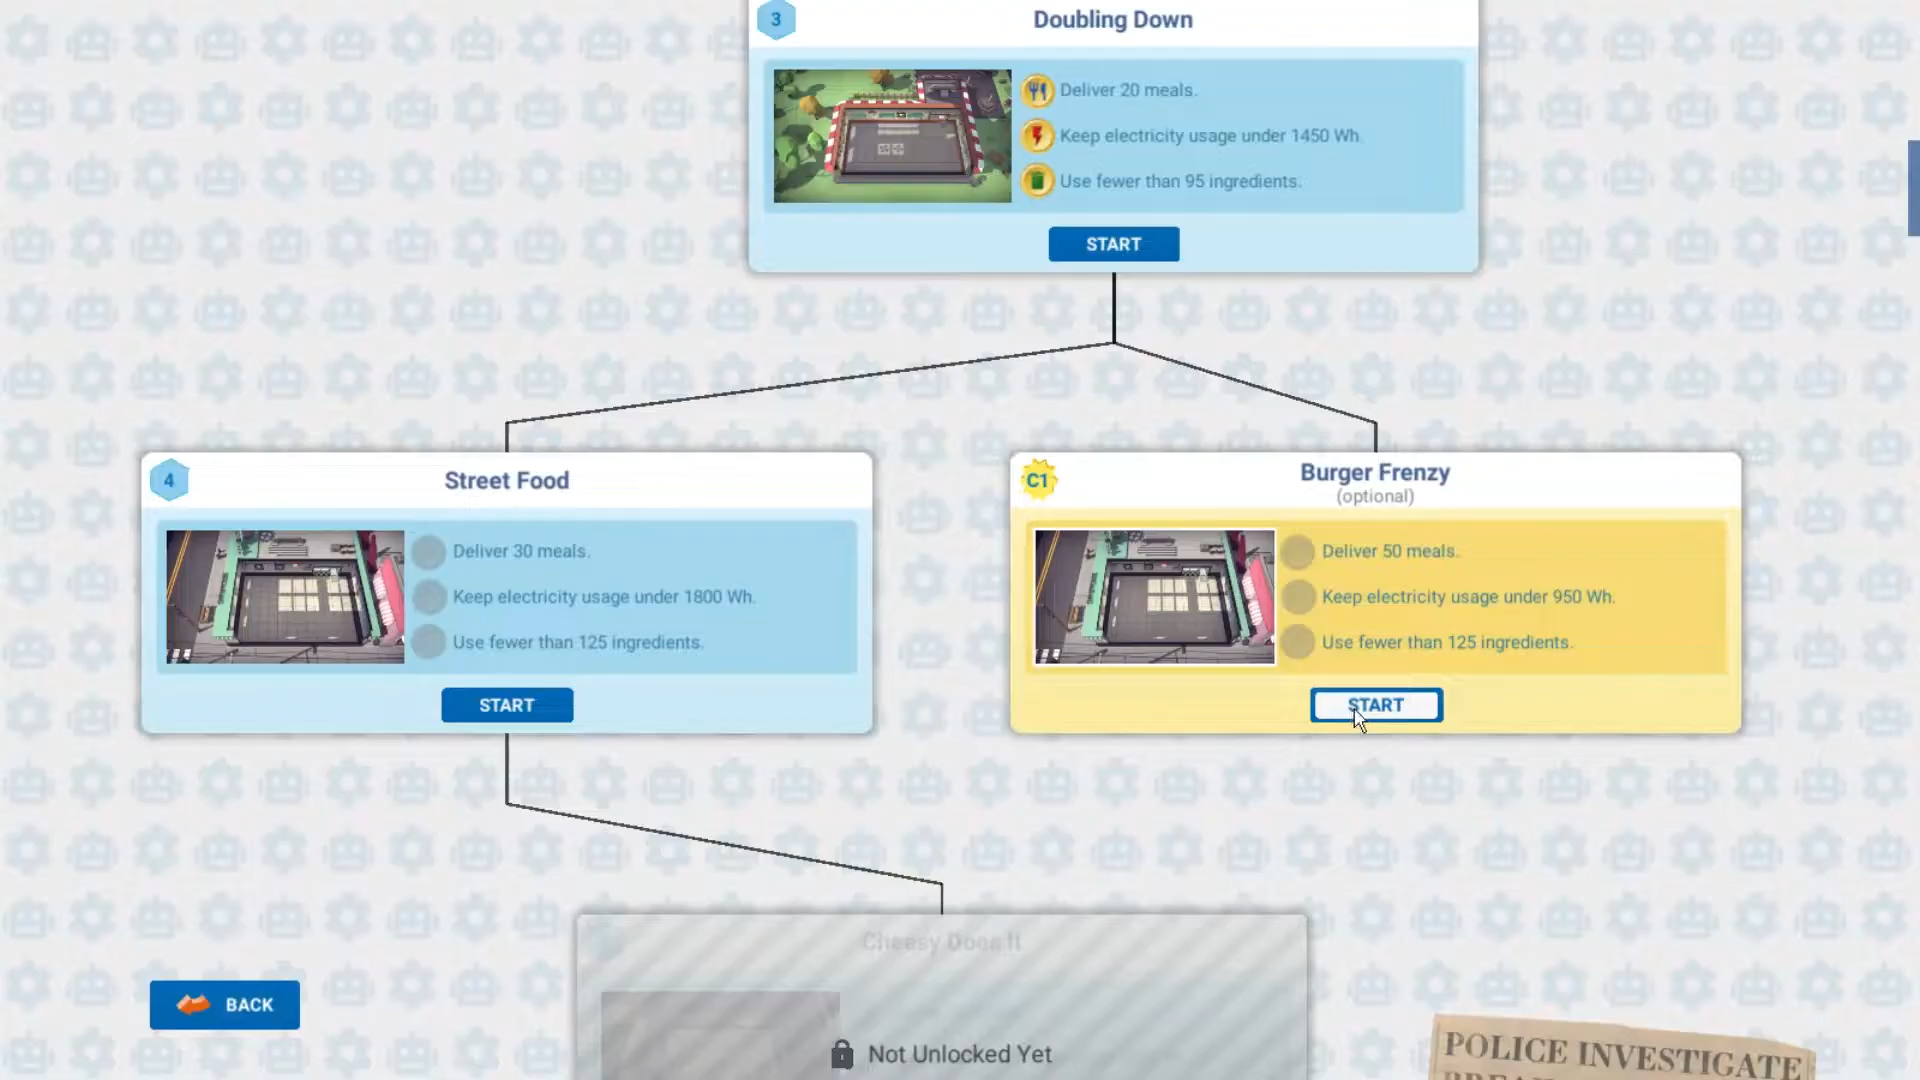 3
Doubling Down
Deliver 20 meals.
Keep electricity usage under 1450 Wh.
Use fewer than 95 ingredients.
START
4
Street Food
Deliver 30 meals.
Keep electricity usage under 1800 Wh.
Use fewer than 125 ingredients.
START
C1
Burger Frenzy
(optional)
Deliver 50 meals.
Keep electricity usage under 950 Wh.
Use fewer than 125 ingredients.
START
Cheesy Does It
Not Unlocked Yet
BACK
POLICE INVESTIGATE